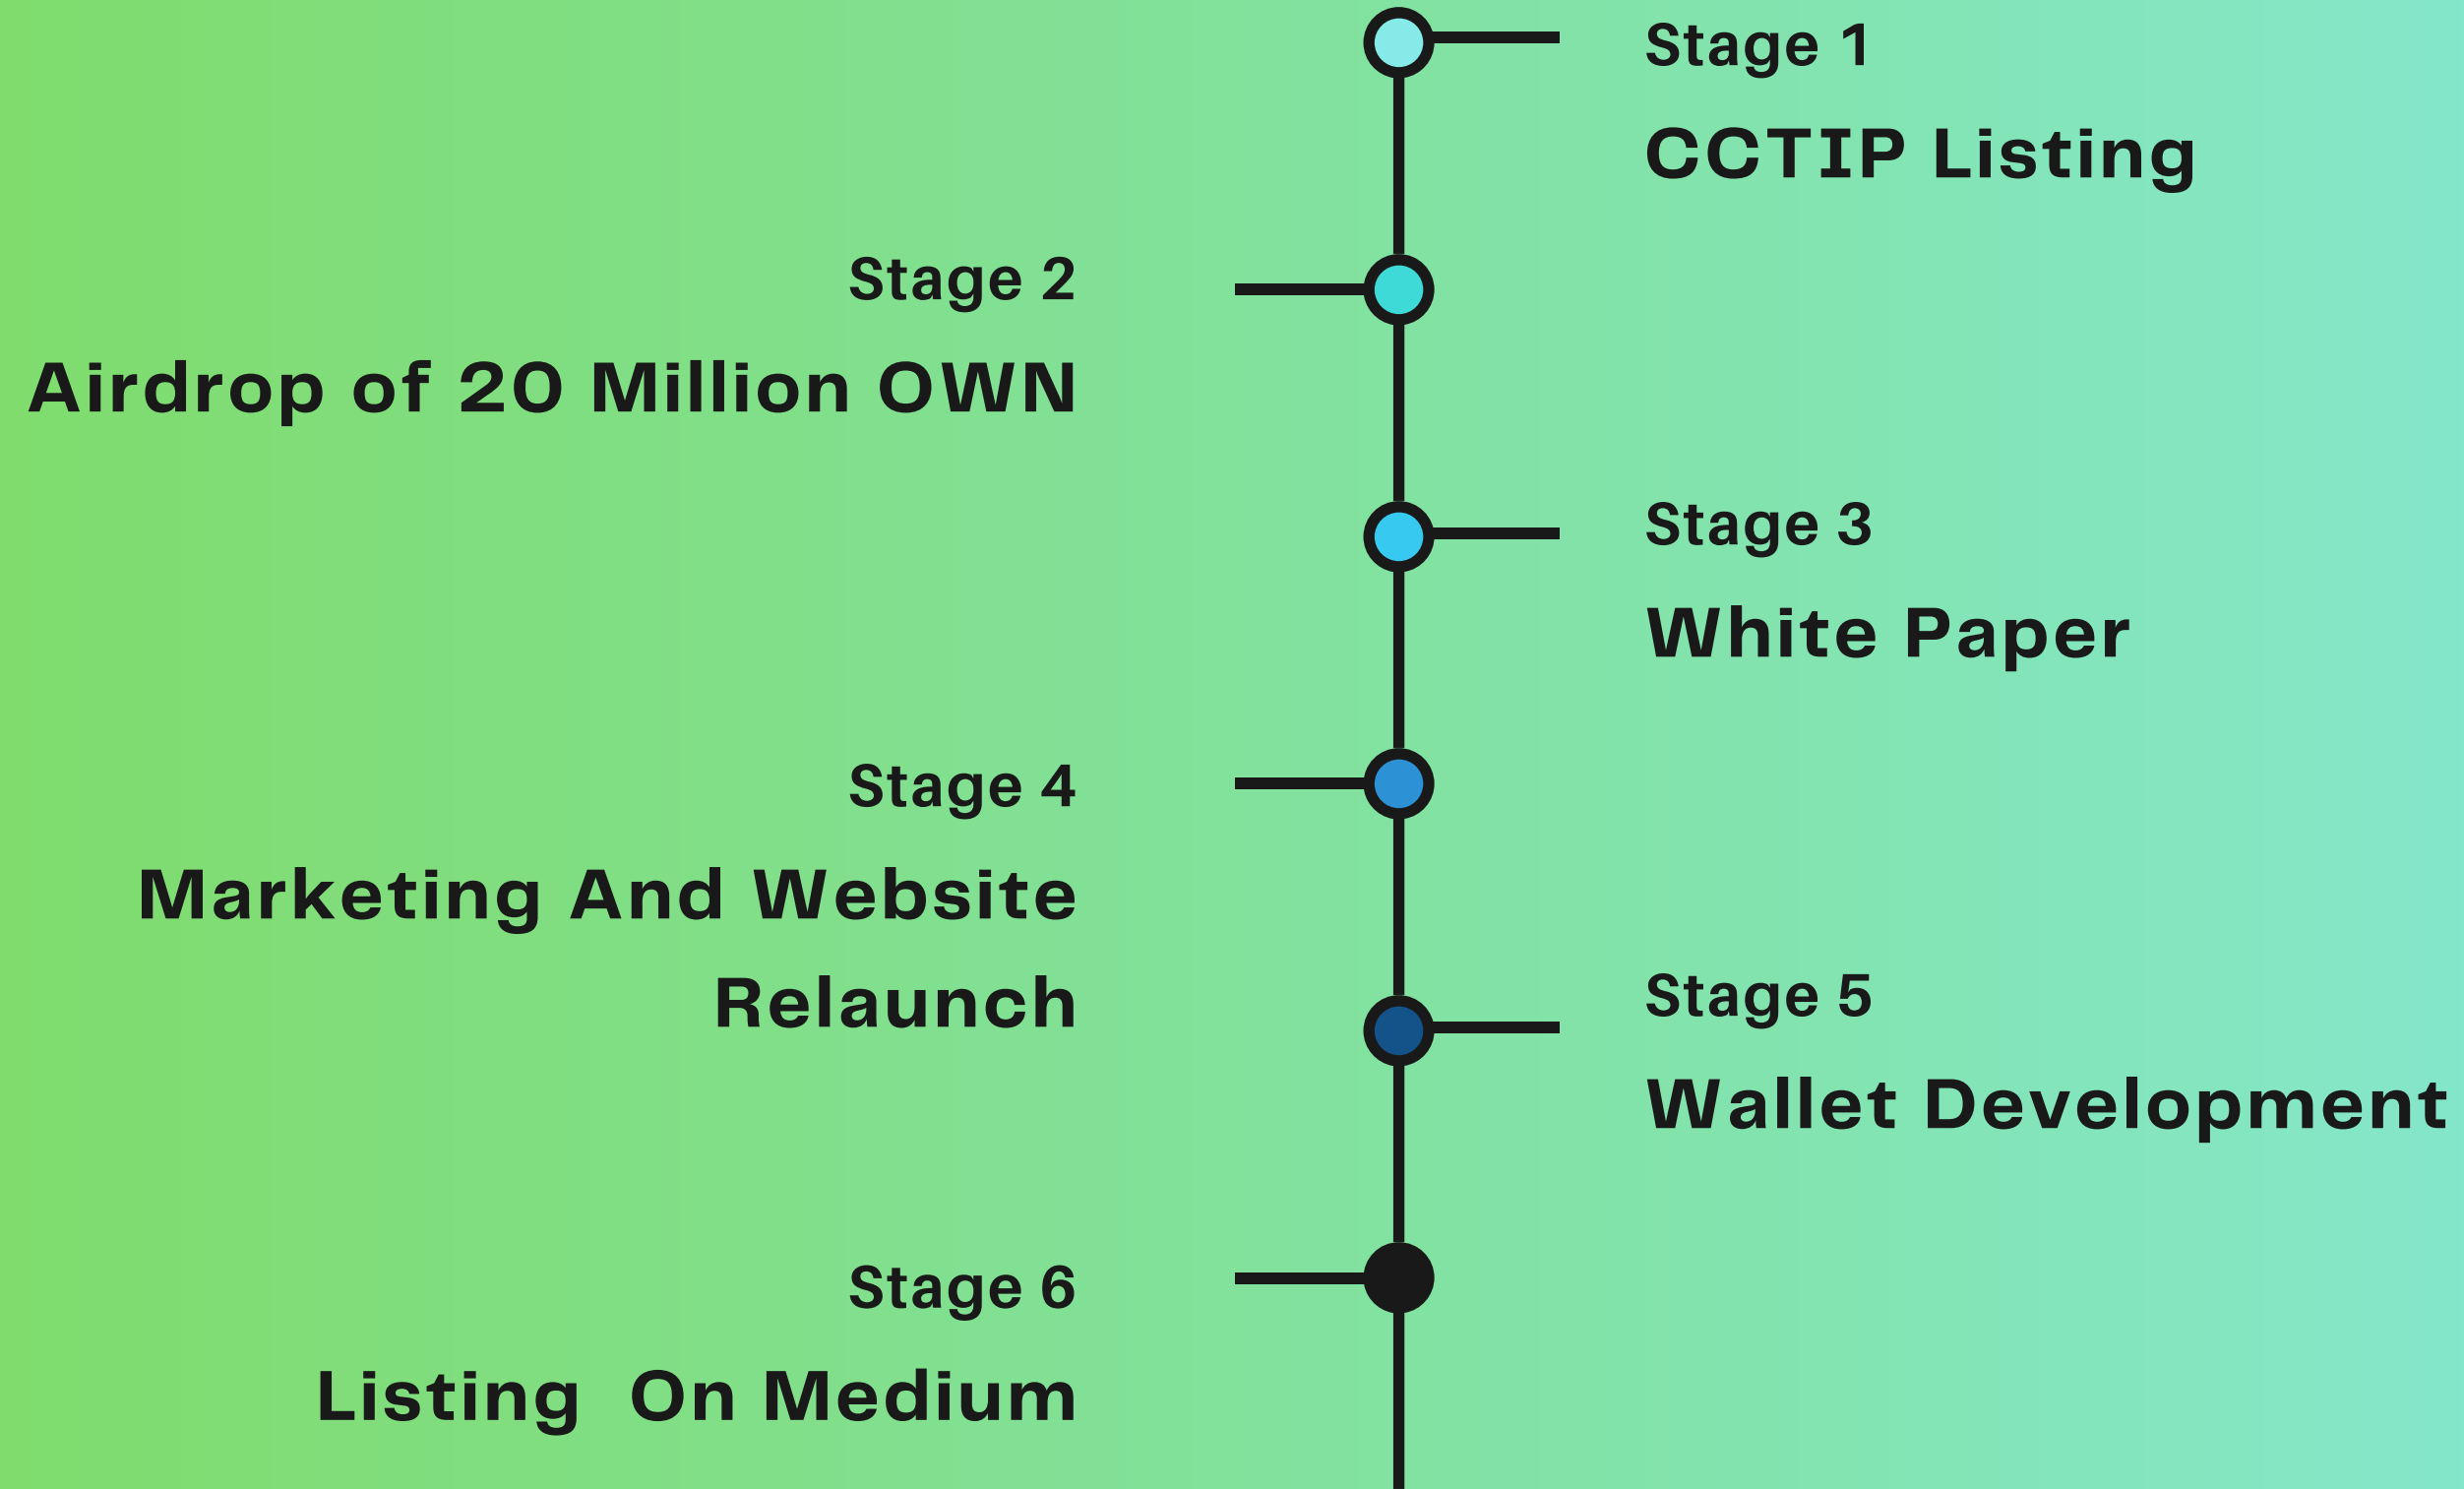 Stage 1
CCTIP Listing
Stage 2
Airdrop of 20 Million OWN
Stage 3
White Paper
Stage 4
Marketing And Website
Relaunch
Stage 5
Wallet Development
Stage 6
Listing  On Medium